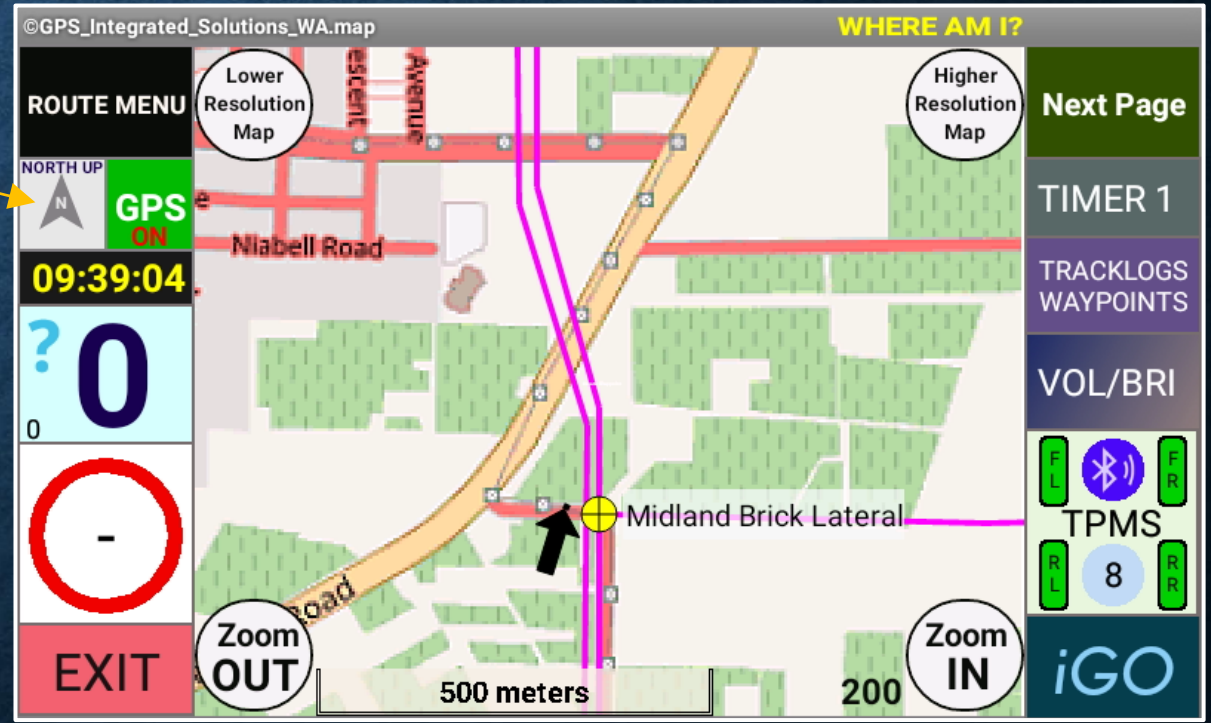 ©GPS_Integrated_Solutions_WA.map
WHERE AM I?
ROUTE MENU
Lower
Resolution
Map
escent
Avenue
Higher
Resolution
Map
Next Page
NORTH UP
N
GPS
ON
e
Niabell Road
TIMER 1
09:39:04
TRACKLOGS
WAYPOINTS
?
0
0
VOL/BRI
-
Midland Brick Lateral
F
L
F
R
TPMS
R
L
8
R
R
Road
EXIT
Zoom
OUT
500 meters
200
Zoom
IN
iGO